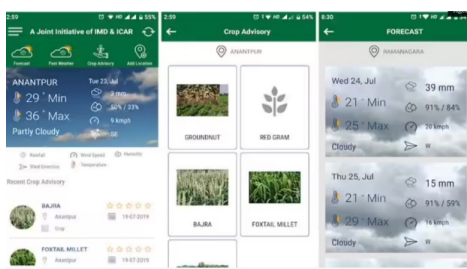 2:59
55%
A Joint Initiative of IMD & ICAR
Forecast
Past Weather
Crop Advisory
Add Location
ANANTPUR
Tue 23, Jul
29 ° Min
9 mm
36 ° Max
60% / 33%
9 kmph
Partly Cloudy
SE
Rainfall
Wind Speed
Humidity
Wind Direction
Temperature
Recent Crop Advisory
BAJRA
Anantpur
19-07-2019
Crop
FOXTAIL MILLET
Anantpur
19-07-2019
2:59
54%
Crop Advisory
ANANTPUR
GROUNDNUT
RED GRAM
BAJRA
FOXTAIL MILLET
8:30
100%
FORECAST
RAMANAGARA
Wed 24, Jul
39 mm
21 ° Min
91% / 84%
25 ° Max
Cloudy
W
Thu 25, Jul
15 mm
21 ° Min
91% / 59%
29 ° Max
16 kmph
Cloudy
W